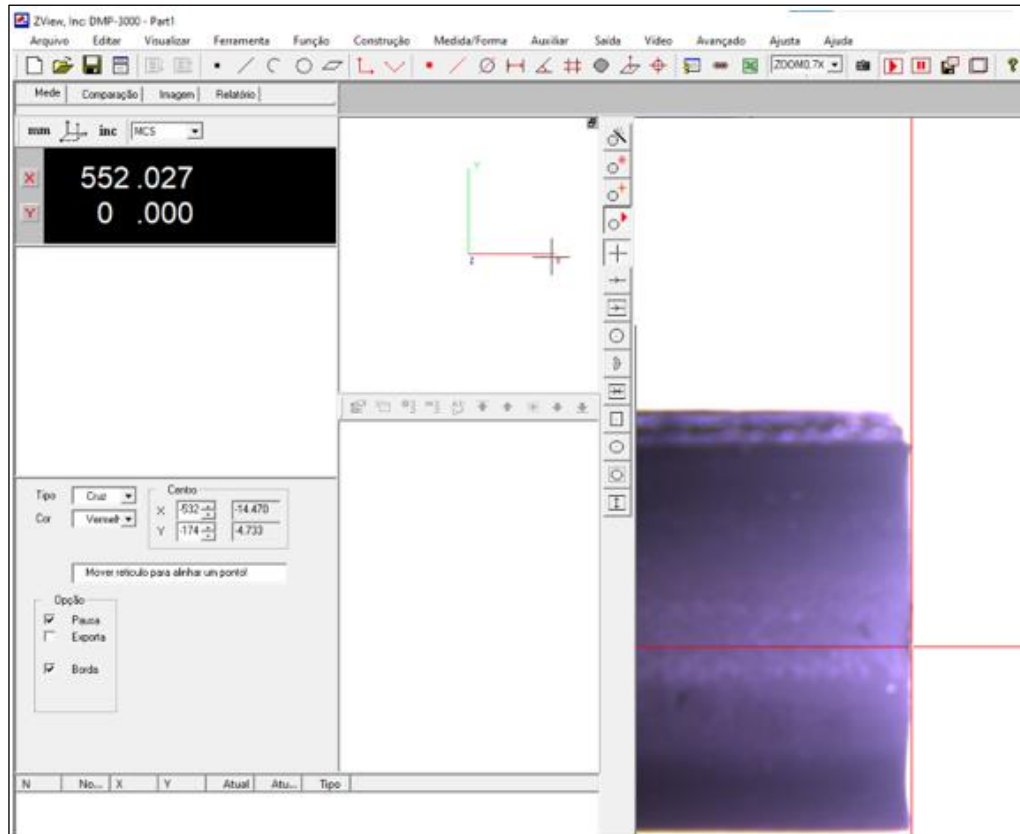 ZView, Inc: DMP-3000 - Part1
Arquivo Editar Visualizar Ferramenta Função Construção Medida/Forma Auxiliar Saída Vídeo Avançado Ajusta Ajuda
ZOOM0.7X
Mede Comparação Imagem Relatório
mm inc MCS
X 552.027
Y 0.000
Y
X
Z
Tipo Cruz
Cor Vermelh
Centro
X -532 -14.470
Y -174 -4.733
Mover retículo para alinhar um ponto!
Opção
Pausa
Exporta
Borda
N No... X Y Atual Atu... Tipo